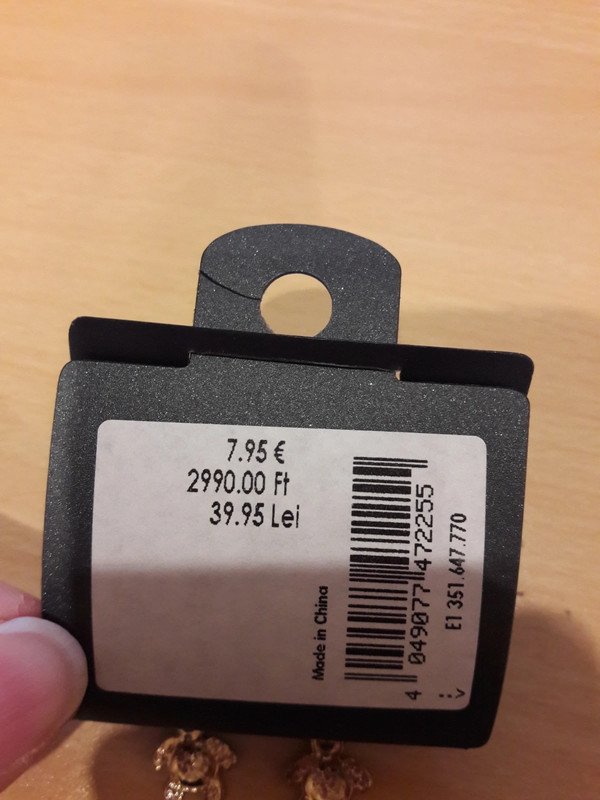 7.95 €
2990.00 Ft
39.95 Lei
Made in China
4 049077 472255
E1 351.647.770